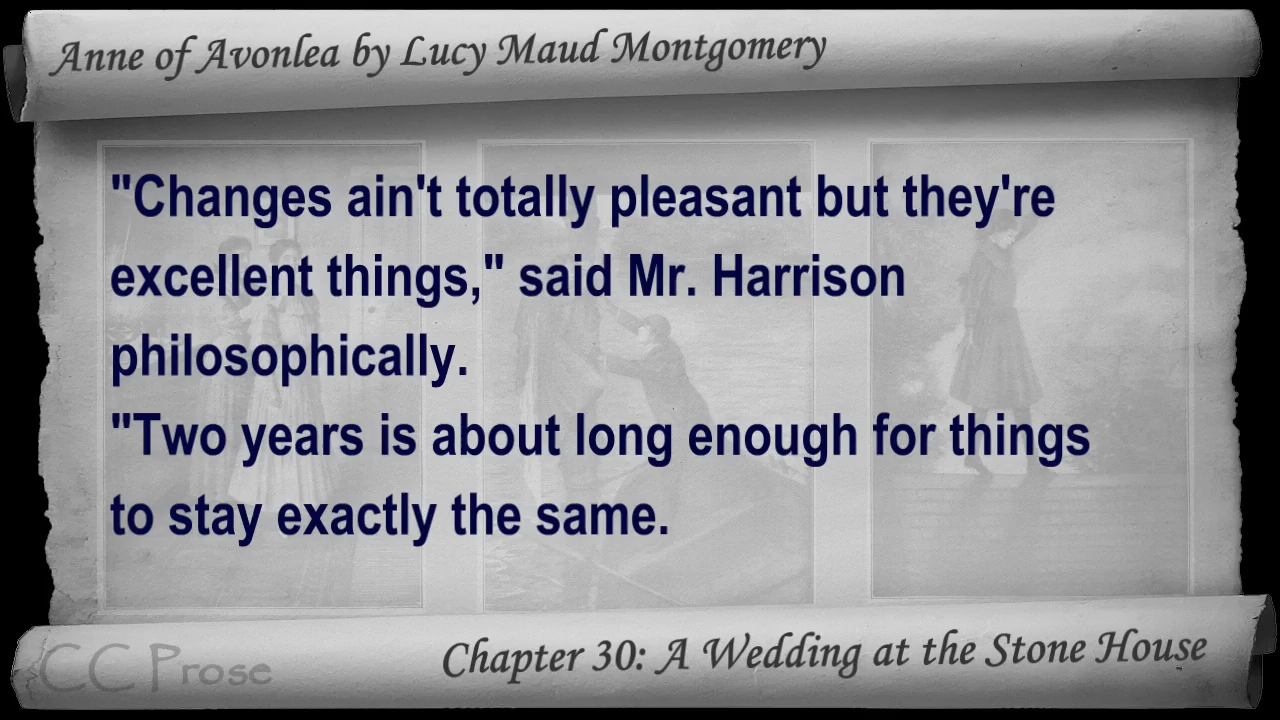 Anne of Avonlea by Lucy Maud Montgomery
"Changes ain't totally pleasant but they're
excellent things," said Mr. Harrison
philosophically.
"Two years is about long enough for things
to stay exactly the same.
CC Prose
Chapter 30: A Wedding at the Stone House